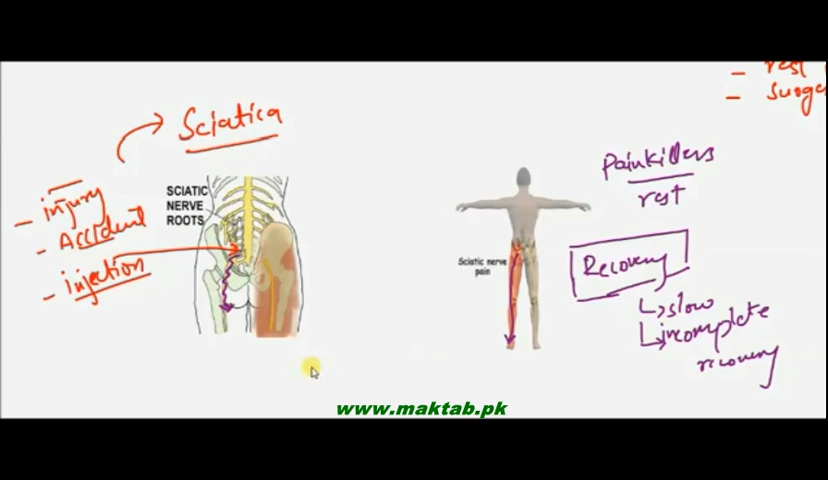 - rest
- surge
Sciatica
- injury
- Accident
- injection
SCIATIC
NERVE
ROOTS
Sciatic nerve
pain
Painkillers
rest
Recovery
↳ slow
↳ incomplete
recovery
www.maktab.pk